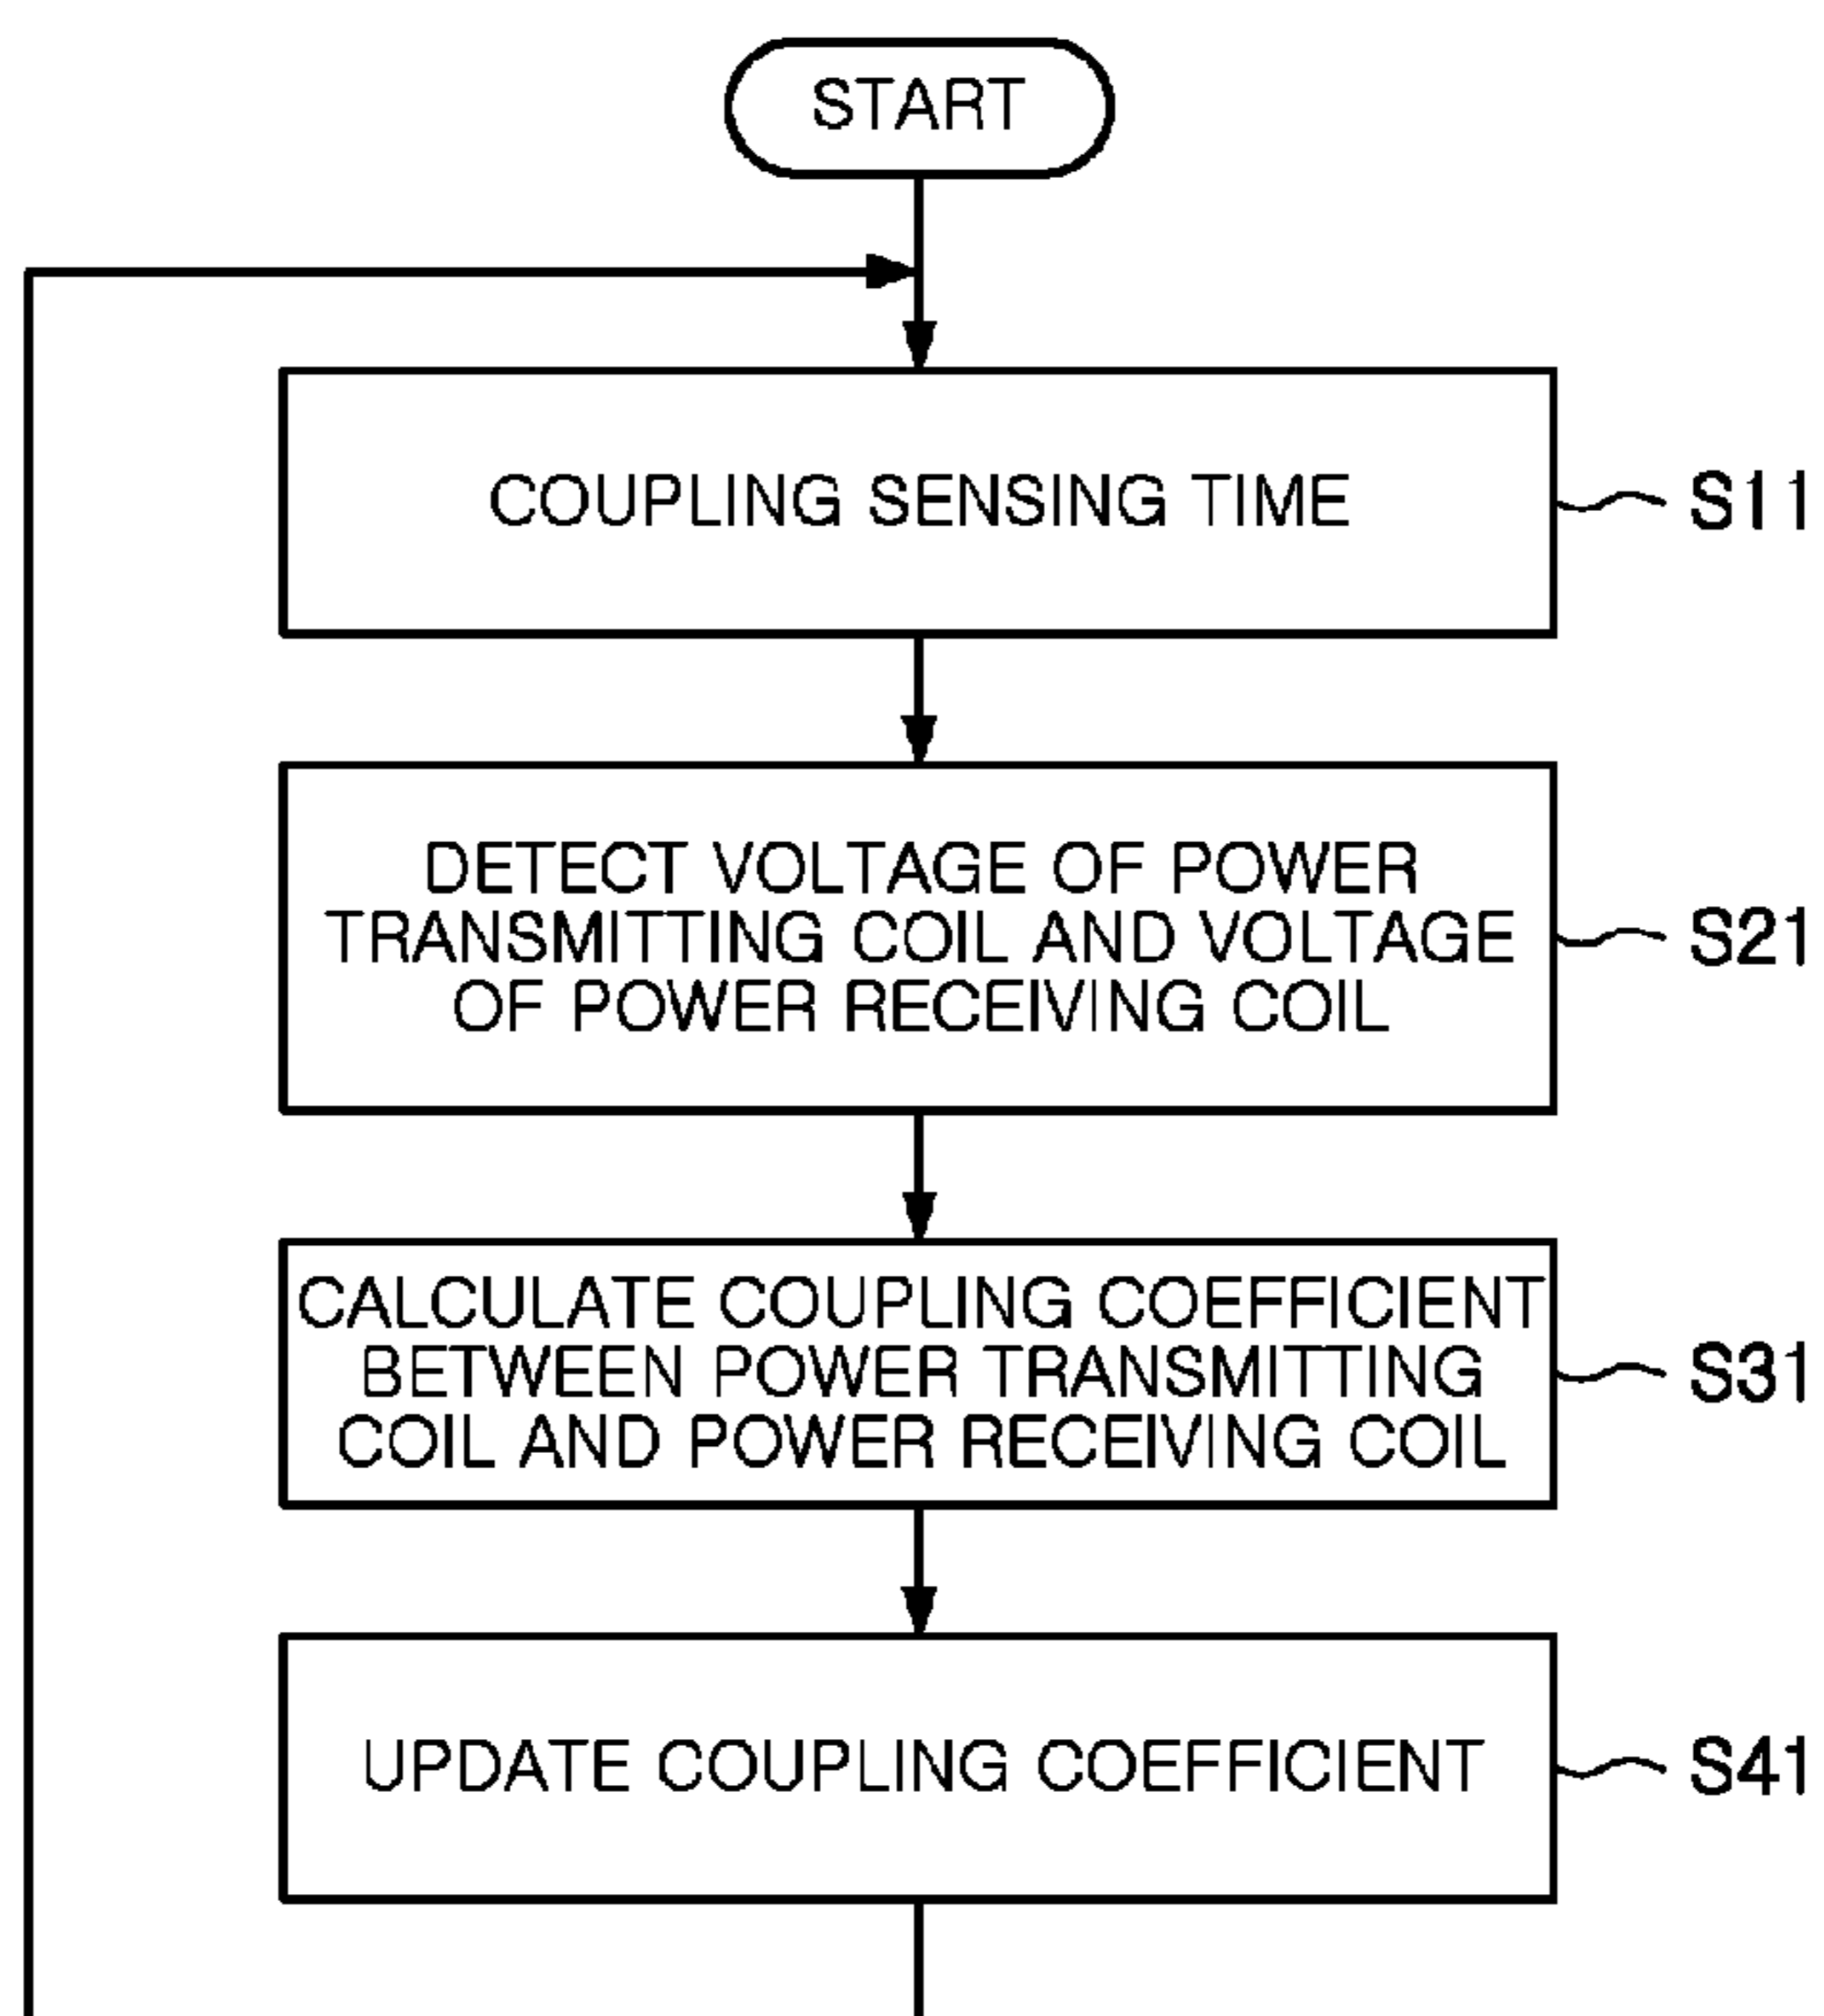 START
COUPLING SENSING TIME
S11
DETECT VOLTAGE OF POWER
TRANSMITTING COIL AND VOLTAGE
OF POWER RECEIVING COIL
S21
CALCULATE COUPLING COEFFICIENT
BETWEEN POWER TRANSMITTING
COIL AND POWER RECEIVING COIL
S31
UPDATE COUPLING COEFFICIENT
S41